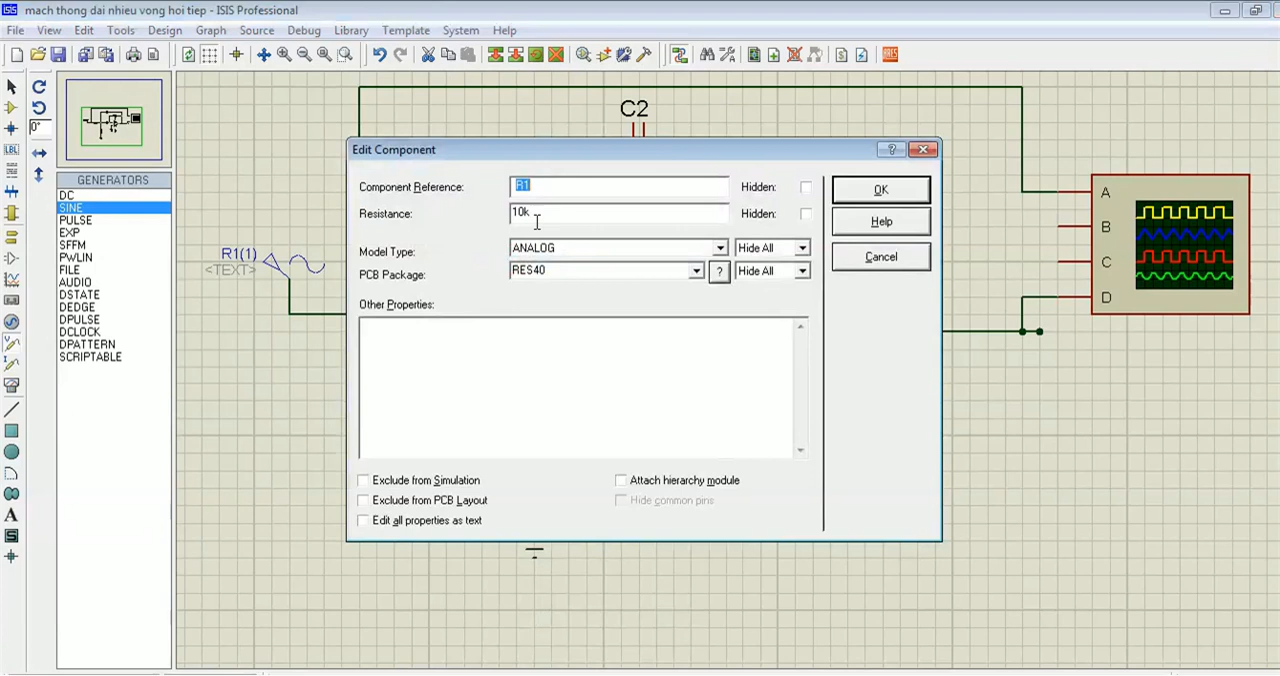 ISIS mach thong dai nhieu vong hoi tiep - ISIS Professional
File View Edit Tools Design Graph Source Debug Library Template System Help
ARES
0°
LBL
GENERATORS
DC
SINE
PULSE
EXP
SFFM
PWLIN
FILE
AUDIO
DSTATE
DEDGE
DPULSE
DCLOCK
DPATTERN
SCRIPTABLE
A
S
R1(1)
<TEXT>
C2
Edit Component
?
Component Reference: R1 Hidden:
Resistance: 10k Hidden:
Model Type: ANALOG Hide All
PCB Package: RES40 ? Hide All
Other Properties:
Exclude from Simulation
Exclude from PCB Layout
Edit all properties as text
Attach hierarchy module
Hide common pins
OK
Help
Cancel
A
B
C
D